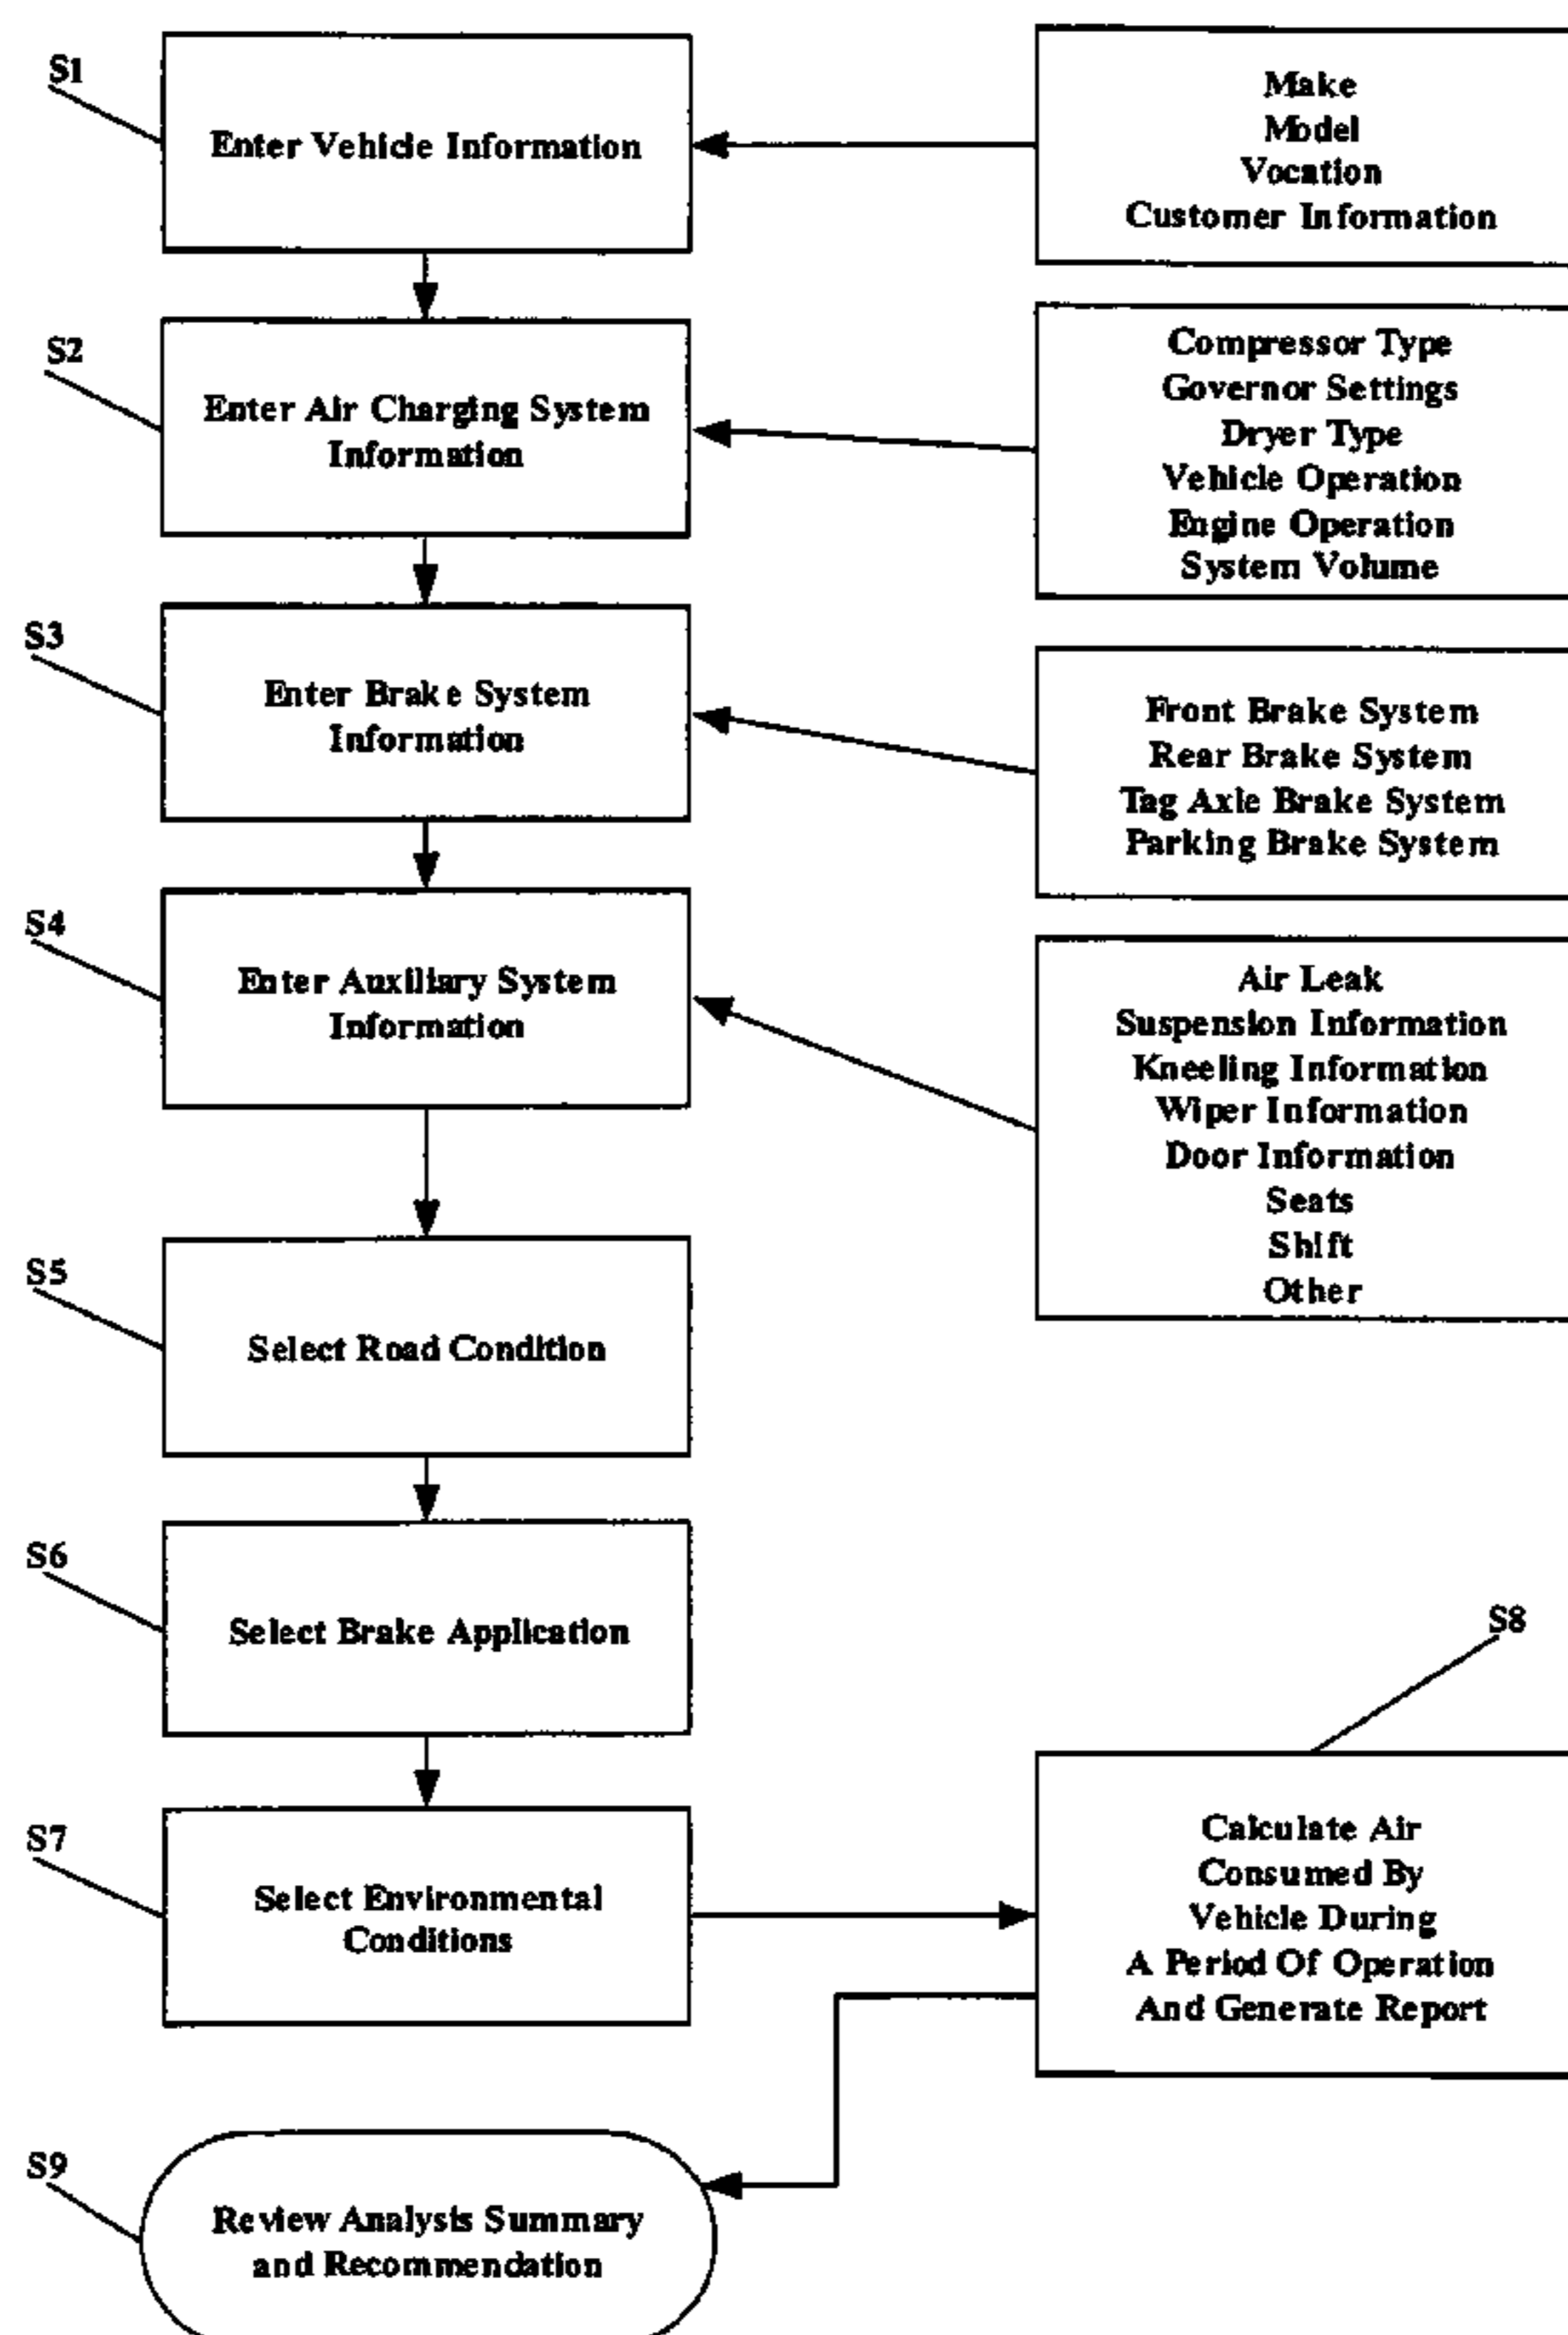 S1
Enter Vehicle Information
Make
Model
Vocation
Customer Information
S2
Enter Air Charging System
Information
Compressor Type
Governor Settings
Dryer Type
Vehicle Operation
Engine Operation
System Volume
S3
Enter Brake System
Information
Front Brake System
Rear Brake System
Tag Axle Brake System
Parking Brake System
S4
Enter Auxiliary System
Information
Air Leak
Suspension Information
Kneeling Information
Wiper Information
Door Information
Seats
Shift
Other
S5
Select Road Condition
S6
Select Brake Application
S7
Select Environmental
Conditions
S8
Calculate Air
Consumed By
Vehicle During
A Period Of Operation
And Generate Report
S9
Review Analysis Summary
and Recommendation